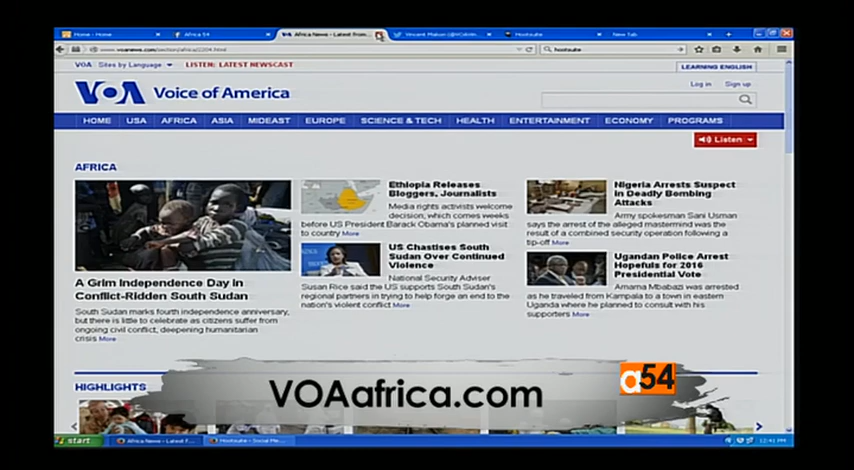 Home - Home
Africa 54
Africa News - Latest from...
Hootsuite
New Tab
www.voanews.com/section/africa/2204.html
hootsuite
VOA
Sites by Language
LISTEN: LATEST NEWSCAST
LEARNING ENGLISH
Log in
Sign up
VOA Voice of America
HOME USA AFRICA ASIA MIDEAST EUROPE SCIENCE & TECH HEALTH ENTERTAINMENT ECONOMY PROGRAMS
Listen
AFRICA
A Grim Independence Day in
Conflict-Ridden South Sudan
South Sudan marks fourth independence anniversary,
but there is little to celebrate as citizens suffer from
ongoing civil conflict, deepening humanitarian
crisis More
Ethiopia Releases
Bloggers, Journalists
Media rights activists welcome
decision, which comes weeks
before US President Barack Obama's planned visit
to country More
US Chastises South
Sudan Over Continued
Violence
National Security Adviser
Susan Rice said the US supports South Sudan's
regional partners in trying to help forge an end to the
nation's violent conflict More
Nigeria Arrests Suspect
in Deadly Bombing
Attacks
Army spokesman Sani Usman
says the arrest of the alleged mastermind was the
result of a combined security operation following a
tip-off More
Ugandan Police Arrest
Hopefuls for 2016
Presidential Vote
Amama Mbabazi was arrested
as he traveled from Kampala to a town in eastern
Uganda where he planned to consult with his
supporters More
HIGHLIGHTS
VOAafrica.com
a54
start
Africa News - Latest F...
Hootsuite - Social Me...
12:41 PM